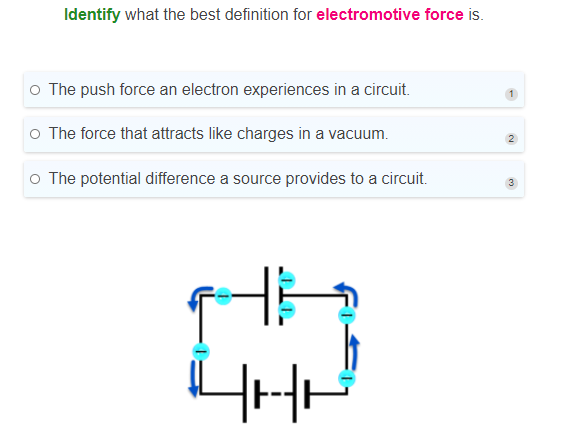 Identify what the best definition for electromotive force is.
The push force an electron experiences in a circuit.
1
The force that attracts like charges in a vacuum.
2
The potential difference a source provides to a circuit.
3